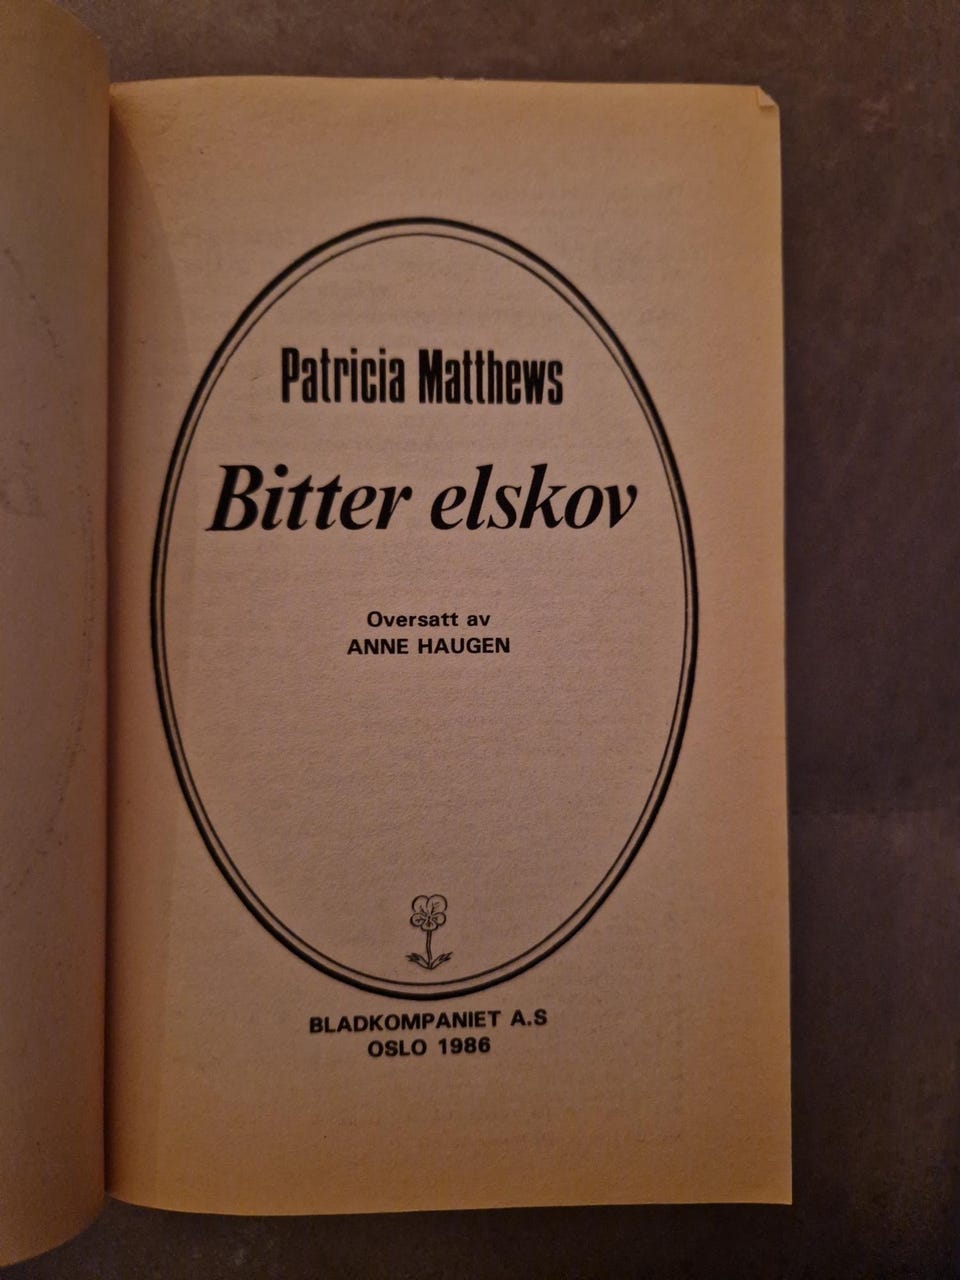 Patricia Matthews
Bitter elskov
Oversatt av
ANNE HAUGEN
BLADKOMPANIET A.S
OSLO 1986